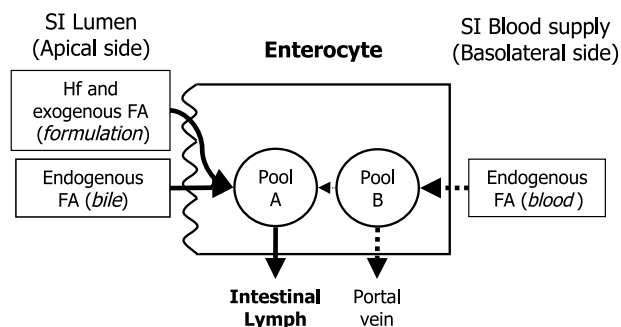 SI Lumen
(Apical side)
Enterocyte
SI Blood supply
(Basolateral side)
Hf and
exogenous FA
(formulation)
Endogenous
FA (bile)
Pool
A
Pool
B
Endogenous
FA (blood)
Intestinal
Lymph
Portal
vein